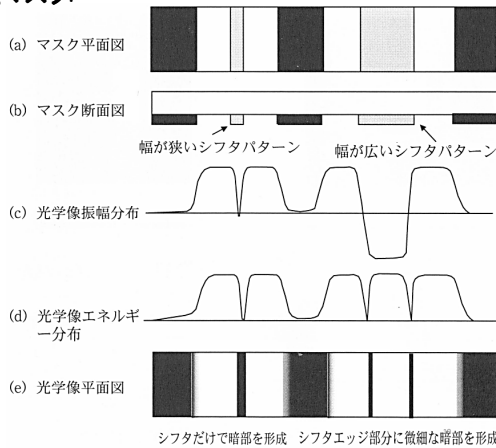 (a) マスク平面図
(b) マスク断面図
幅が狭いシフタパターン
幅が広いシフタパターン
(c) 光学像振幅分布
(d) 光学像エネルギ
ー分布
(e) 光学像平面図
シフタだけで暗部を形成
シフタエッジ部分に微細な暗部を形成